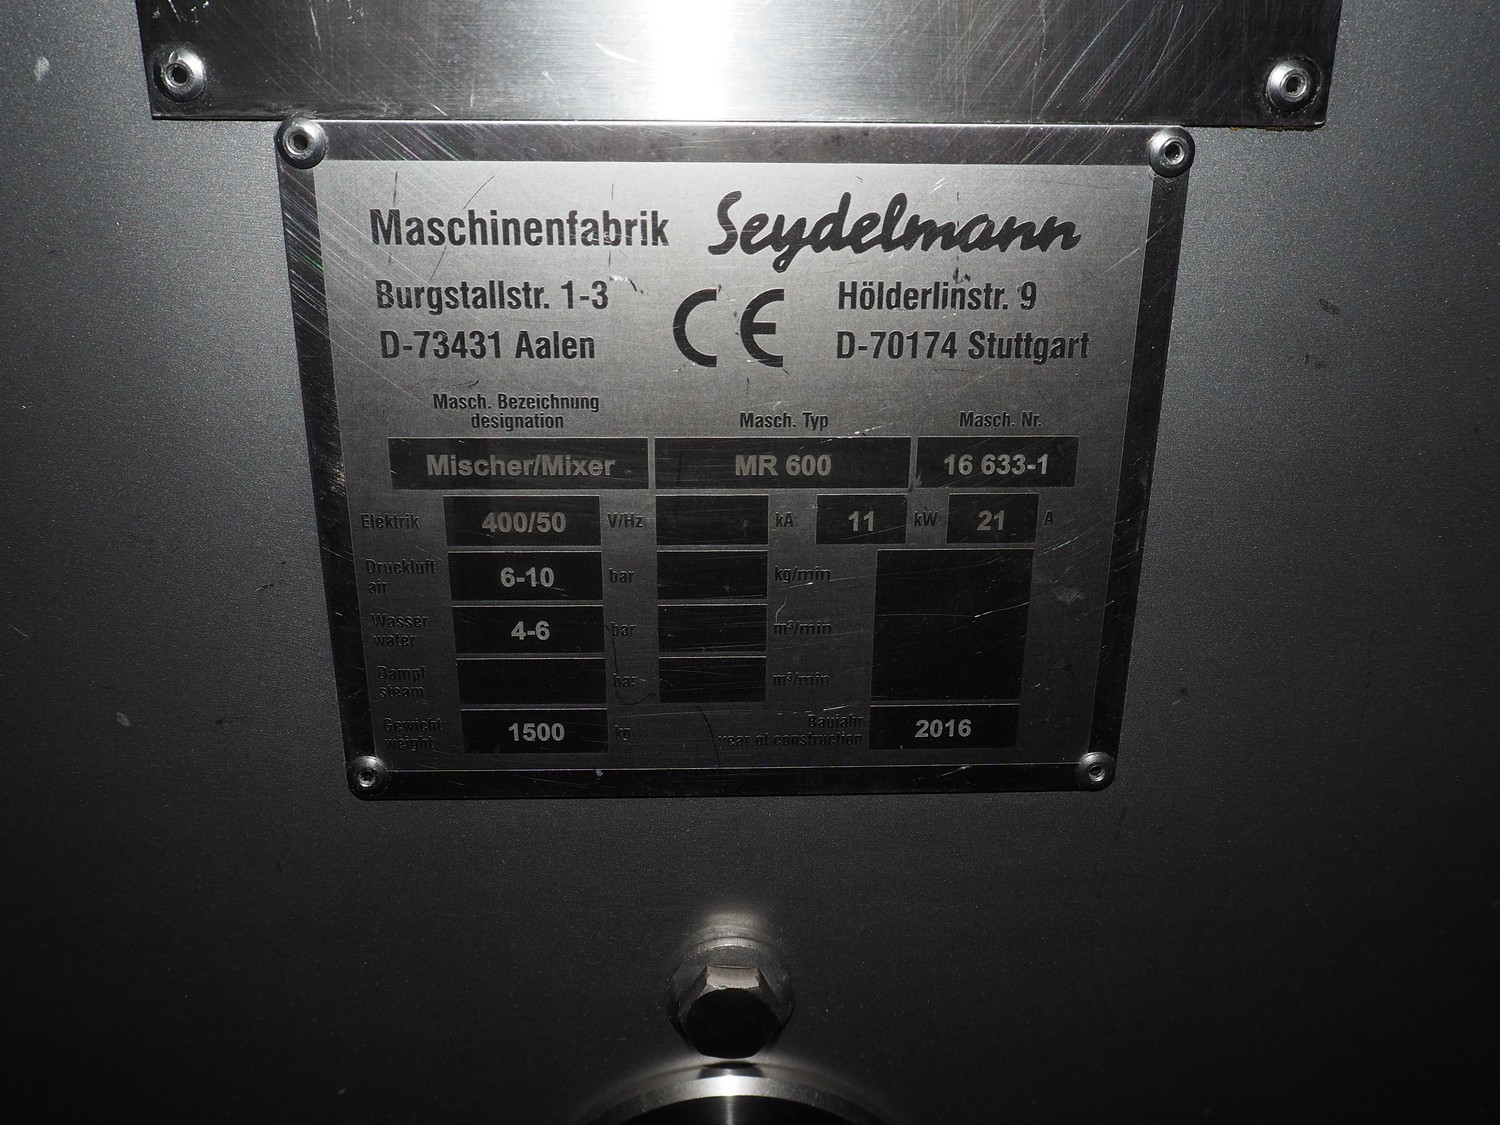 Maschinenfabrik Seydelmann
Burgstallstr. 1-3
D-73431 Aalen
CE
Hölderlinstr. 9
D-70174 Stuttgart
Masch. Bezeichnung
designation
Masch. Typ
Masch. Nr.
Mischer/Mixer MR 600 16 633-1
Elektrik 400/50 V/Hz kA 11 kW 21 A
Druckluft
air
6-10 bar kg/min
Wasser
water
4-6 bar m³/min
Dampf
steam
bar m³/min
Gewicht
weight
1500 kg
Baujahr
year of construction
2016